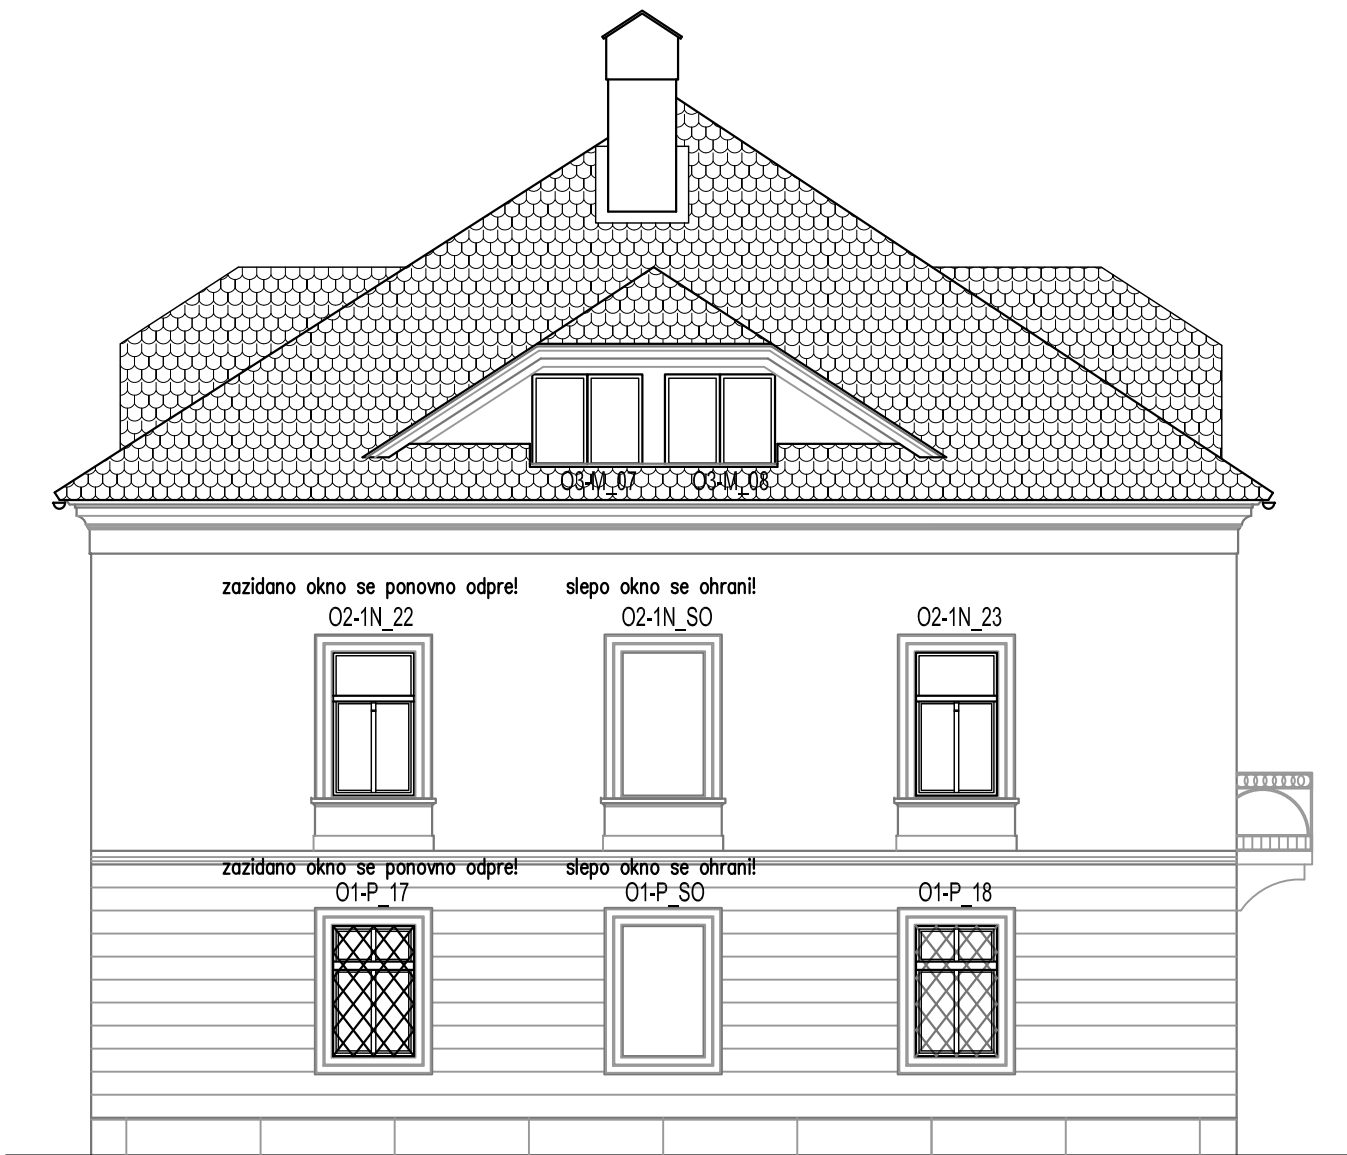 O3-M_07 O3-M_08
zazidano okno se ponovno odpre! slepo okno se ohrani!
O2-1N_22 O2-1N_SO O2-1N_23
zazidano okno se ponovno odpre! slepo okno se ohrani!
O1-P_17 O1-P_SO O1-P_18